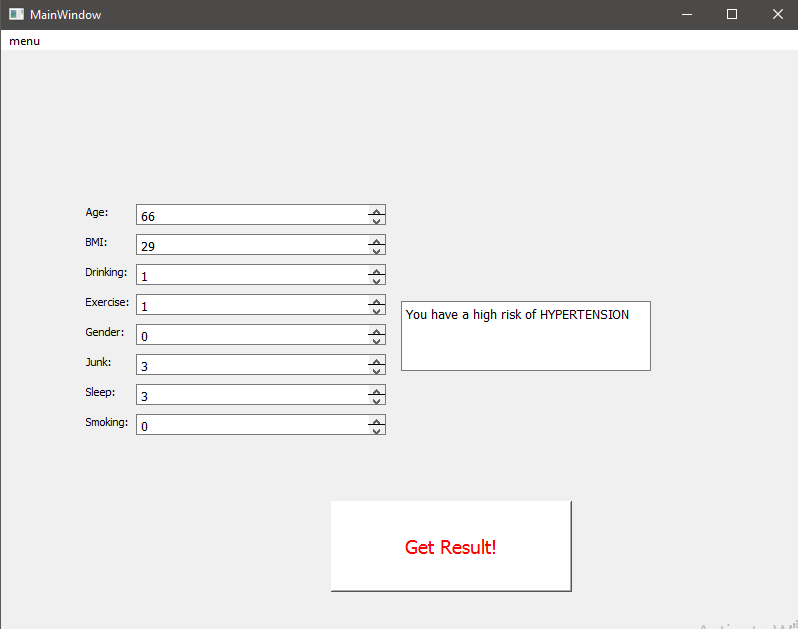 MainWindow
menu
Age: 66
BMI: 29
Drinking: 1
Exercise: 1
Gender: 0
Junk: 3
Sleep: 3
Smoking: 0
You have a high risk of HYPERTENSION
Get Result!